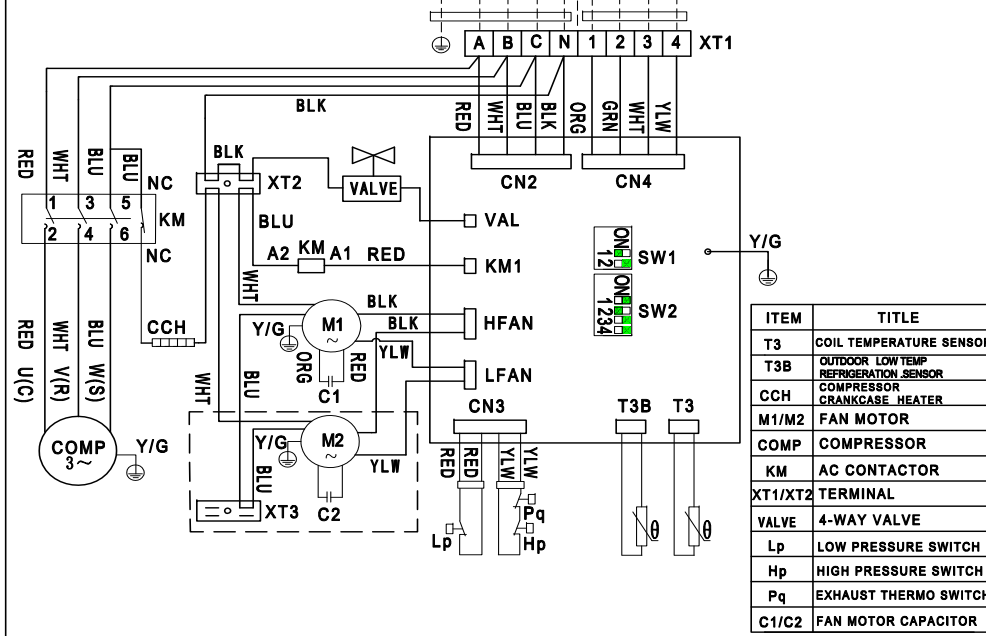 A B C N 1 2 3 4 XT1
BLK
RED WHT BLU BLK ORG GRN WHT YLW
RED WHT BLU BLU NC
BLK
XT2
VALVE
CN2 CN4
1 3 5
KM
2 4 6
NC
BLU
VAL
A2 KM A1 RED
KM1
ON
1 2
SW1
Y/G
ON
1 2 3 4
SW2
WHT
BLK
M1
~
Y/G
BLK
HFAN
CCH
ORG RED
YLW
LFAN
C1
RED WHT BLU
U(C) V(R) W(S)
WHT BLU
CN3 T3B T3
COMP
3~
Y/G
Y/G
M2
~
YLW
BLU
C2
XT3
RED RED YLW YLW
Pq
Lp Hp
θ θ
ITEM TITLE
T3 COIL TEMPERATURE SENSOR
T3B OUTDOOR LOW TEMP
REFRIGERATION .SENSOR
CCH COMPRESSOR
CRANKCASE HEATER
M1/M2 FAN MOTOR
COMP COMPRESSOR
KM AC CONTACTOR
XT1/XT2 TERMINAL
VALVE 4-WAY VALVE
Lp LOW PRESSURE SWITCH
Hp HIGH PRESSURE SWITCH
Pq EXHAUST THERMO SWITCH
C1/C2 FAN MOTOR CAPACITOR